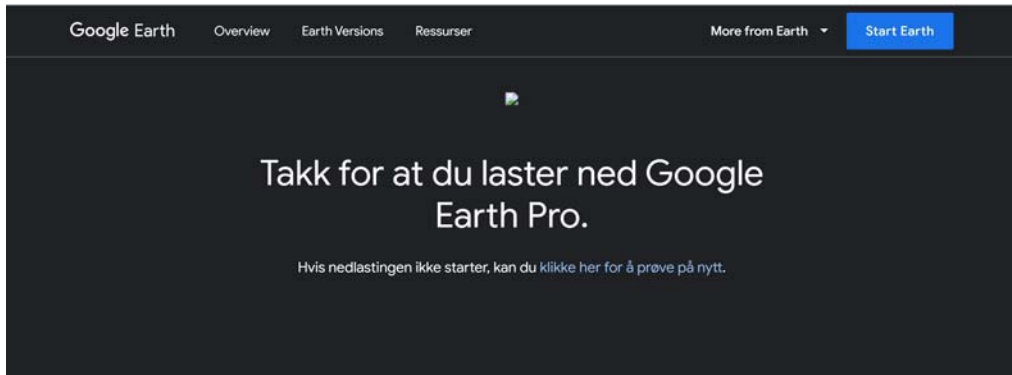 Google Earth Overview Earth Versions Ressurser More from Earth Start Earth
Takk for at du laster ned Google
Earth Pro.
Hvis nedlastingen ikke starter, kan du klikke her for å prøve på nytt.